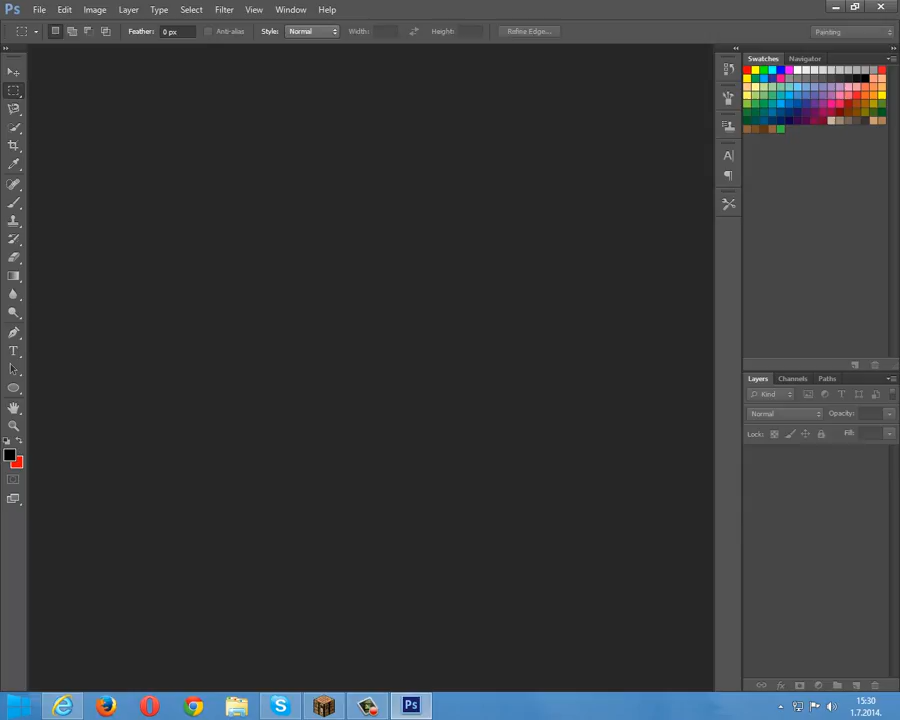 Ps File Edit Image Layer Type Select Filter View Window Help
Feather: 0 px Anti-alias Style: Normal Width: Height: Refine Edge... Painting
Swatches Navigator
Layers Channels Paths
Kind
Normal Opacity:
Lock: Fill:
Ps
15:30
1.7.2014.